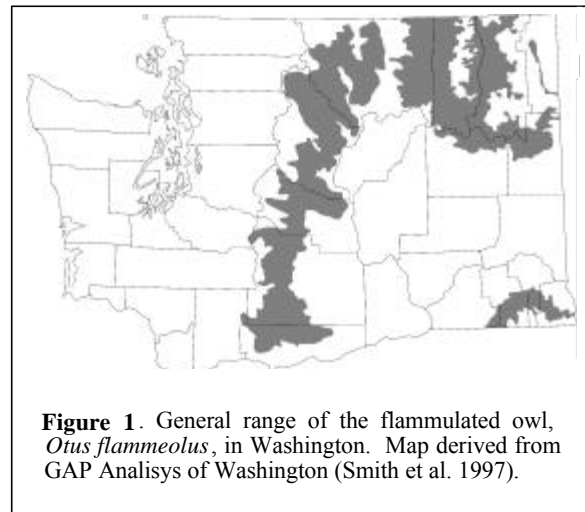 Figure 1. General range of the flammulated owl,
Otus flammeolus, in Washington. Map derived from
GAP Analisys of Washington (Smith et al. 1997).